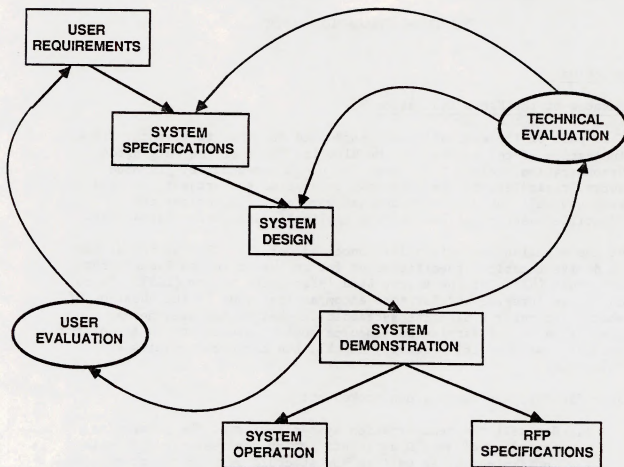 USER
REQUIREMENTS
SYSTEM
SPECIFICATIONS
TECHNICAL
EVALUATION
SYSTEM
DESIGN
USER
EVALUATION
SYSTEM
DEMONSTRATION
SYSTEM
OPERATION
RFP
SPECIFICATIONS